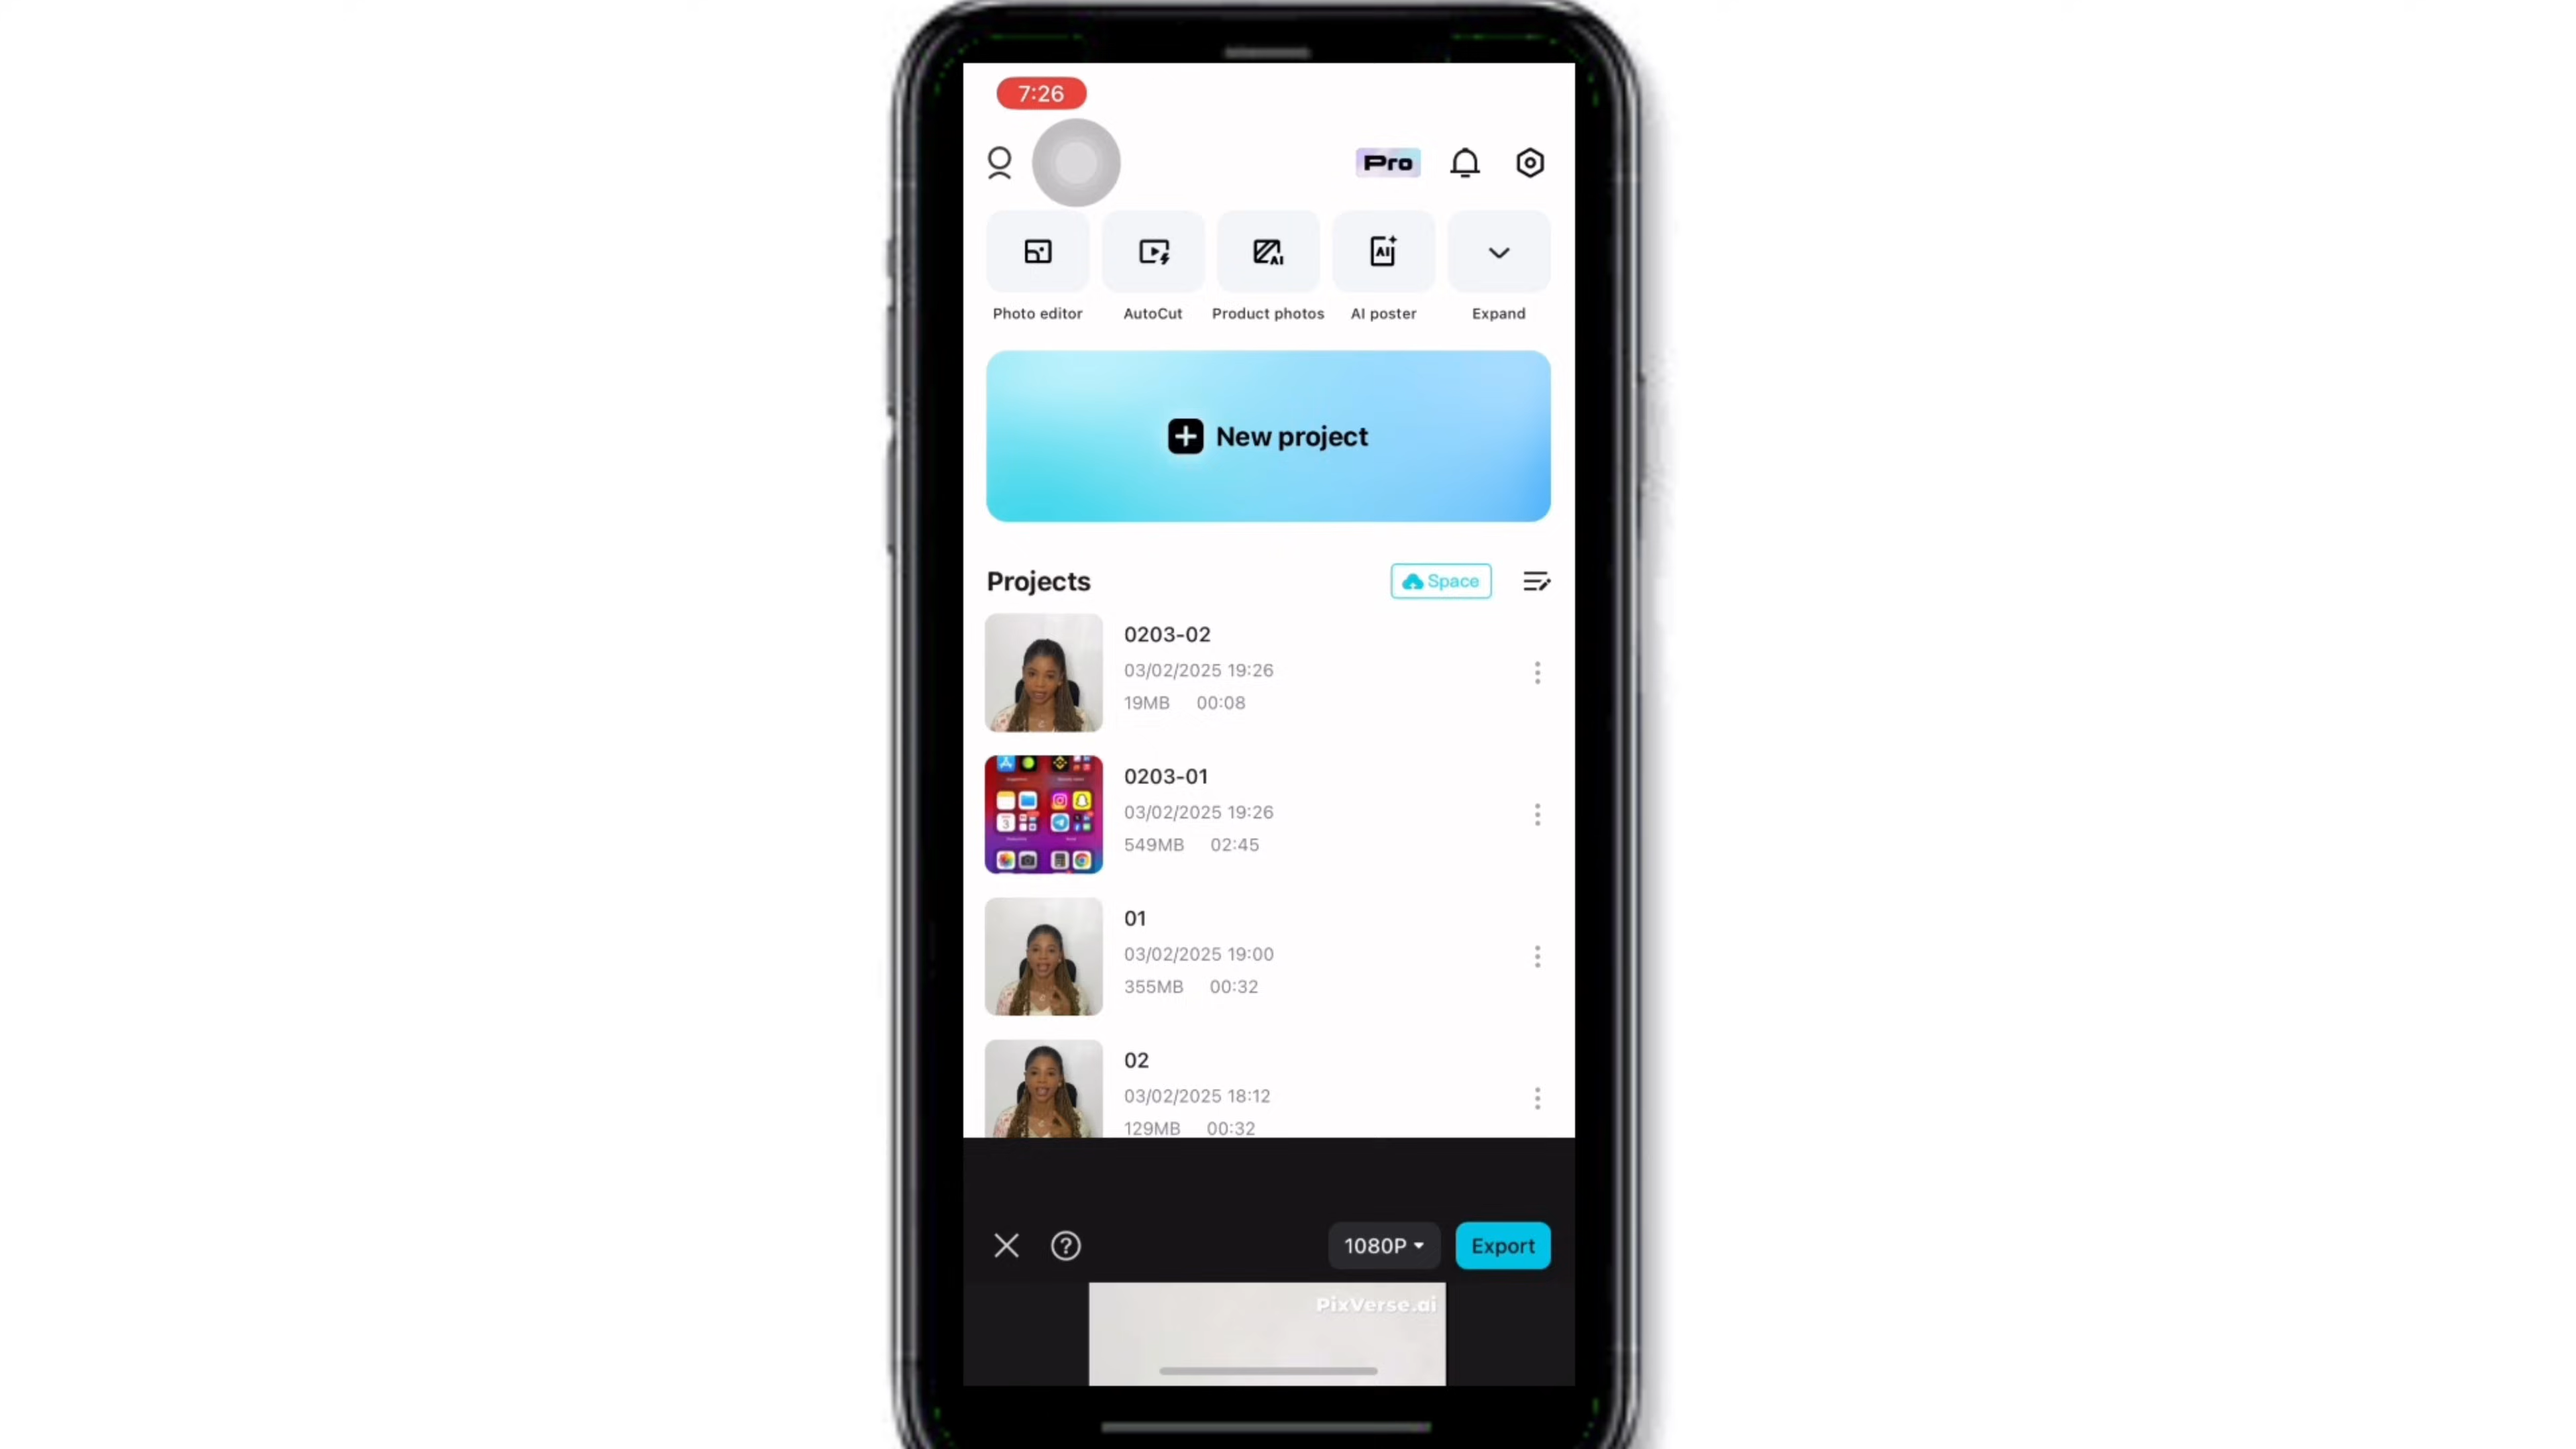 7:26
Pro
Photo editor
AutoCut
Product photos
AI poster
Expand
New project
Projects
Space
0203-02
03/02/2025 19:26
19MB 00:08
0203-01
03/02/2025 19:26
549MB 02:45
01
03/02/2025 19:00
355MB 00:32
02
03/02/2025 18:12
129MB 00:32
1080P
Export
PixVerse.ai